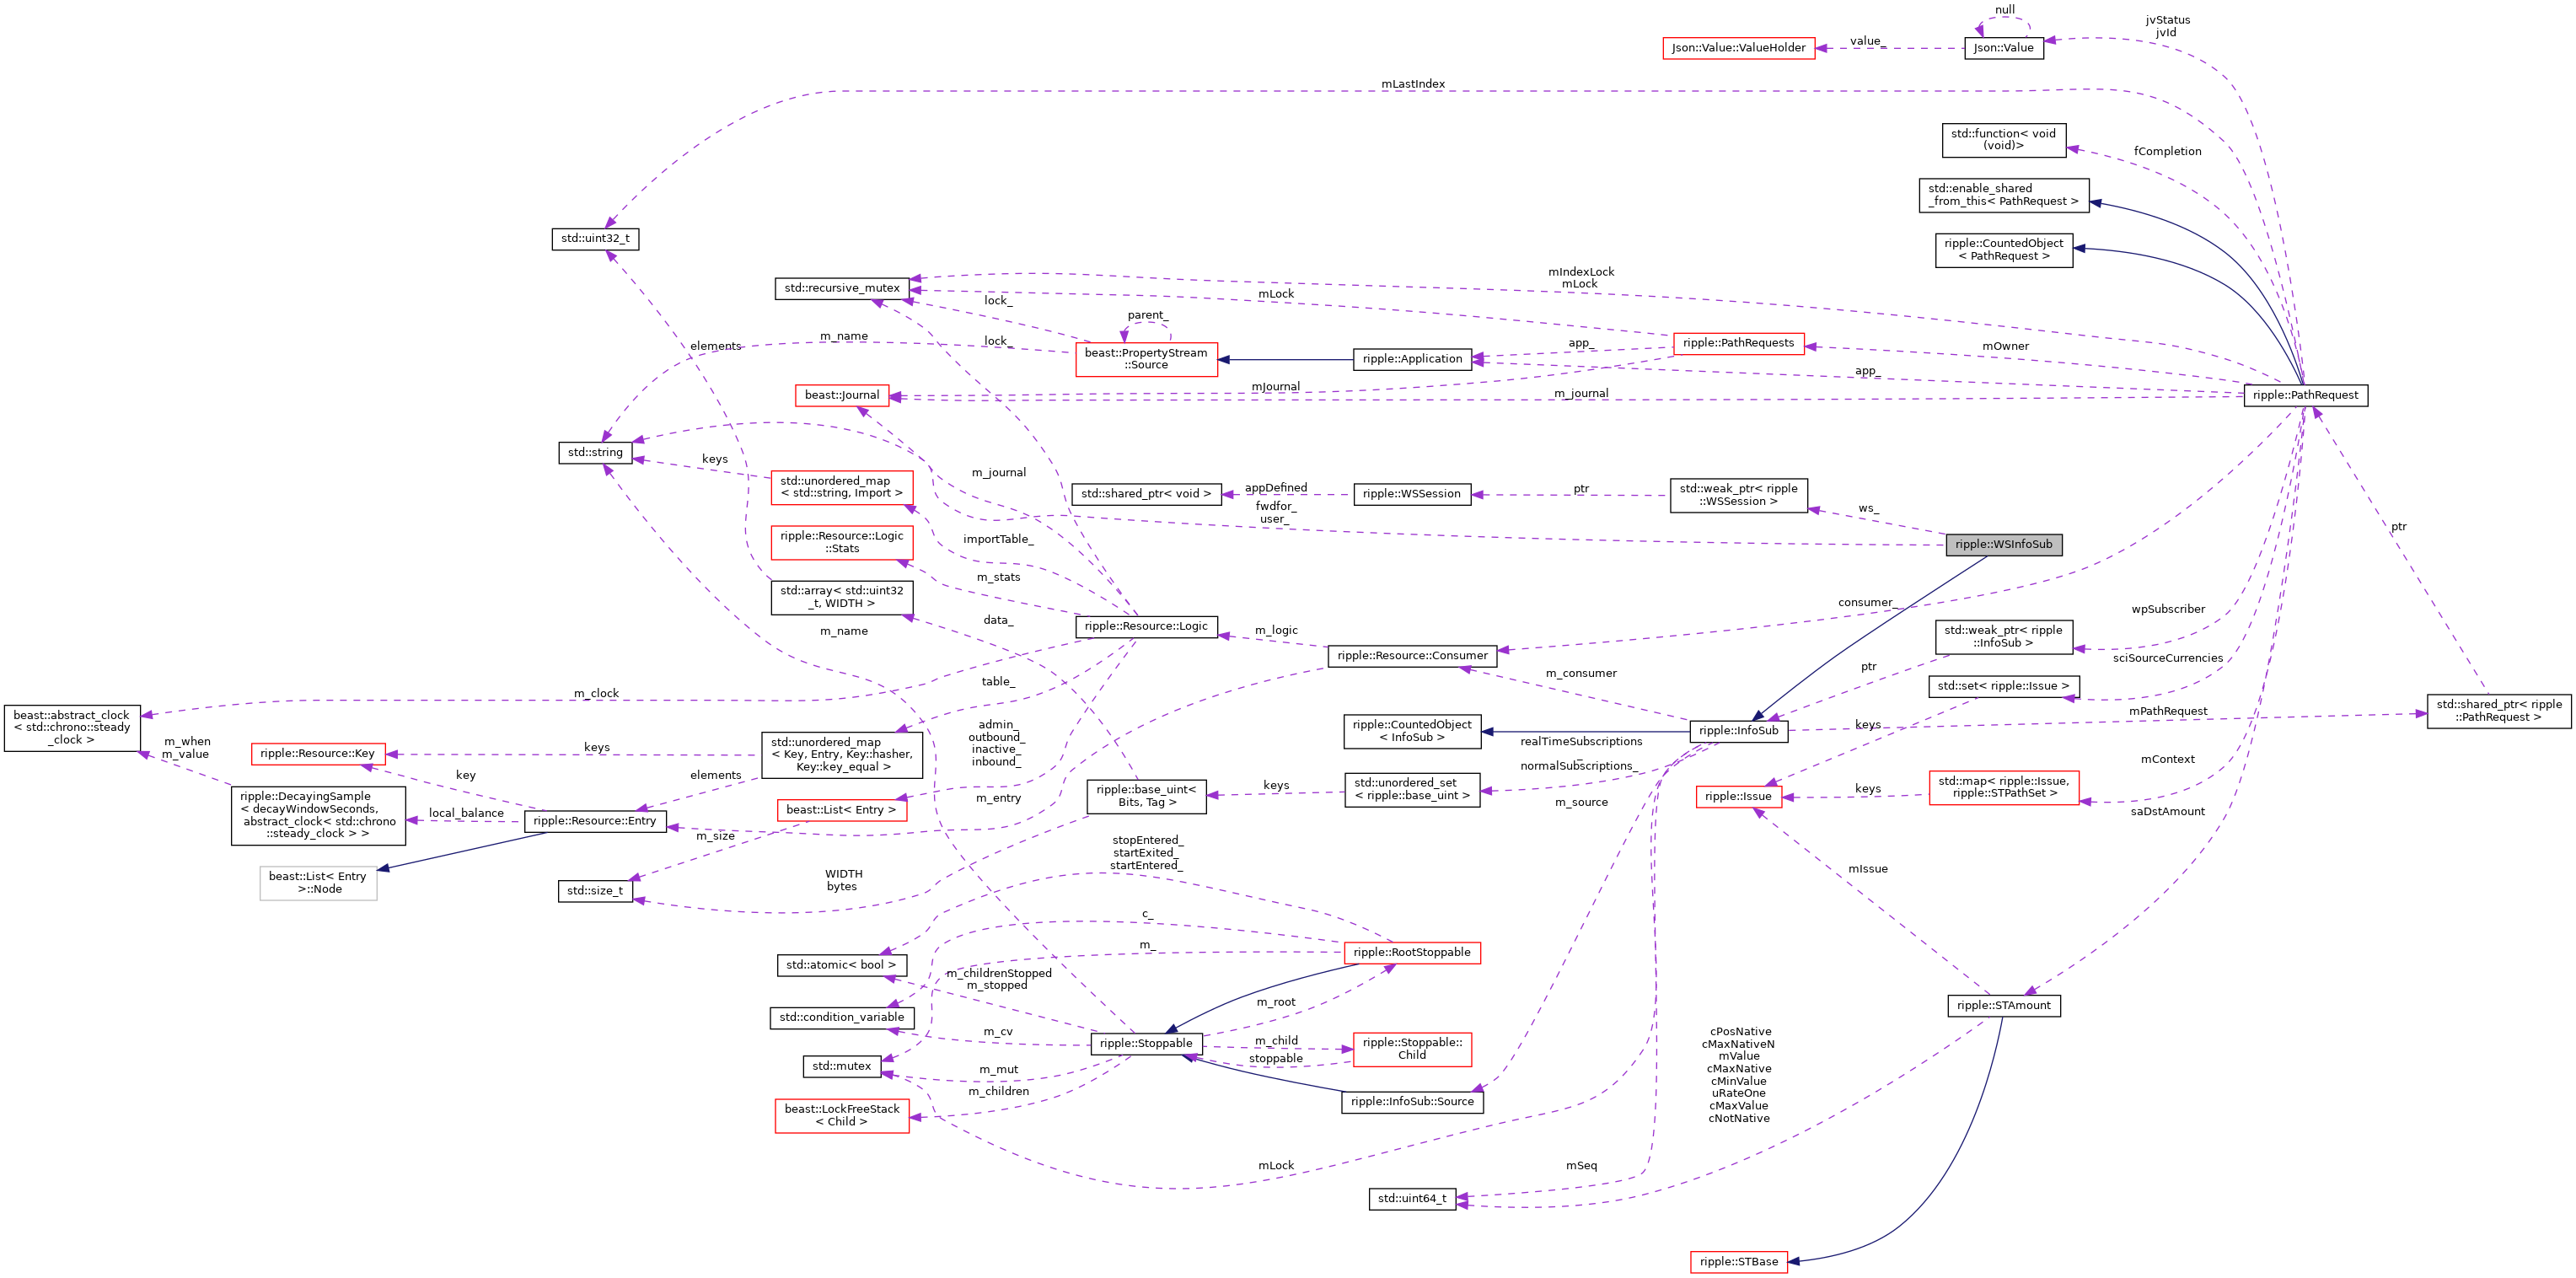 null
jvStatus
jvId
Json::Value::ValueHolder
value_
Json::Value
mLastIndex
std::function< void
(void)>
fCompletion
std::enable_shared
_from_this< PathRequest >
std::uint32_t
ripple::CountedObject
< PathRequest >
std::recursive_mutex
lock_
mLock
mIndexLock
mLock
parent_
elements
m_name
lock_
beast::PropertyStream
::Source
ripple::Application
app_
ripple::PathRequests
mOwner
app_
beast::Journal
mJournal
m_journal
ripple::PathRequest
std::string
keys
std::unordered_map
< std::string, Import >
m_journal
std::shared_ptr< void >
appDefined
ripple::WSSession
ptr
std::weak_ptr< ripple
::WSSession >
ws_
fwdfor_
user_
ptr
ripple::Resource::Logic
::Stats
importTable_
ripple::WSInfoSub
m_stats
std::array< std::uint32
_t, WIDTH >
data_
consumer_
wpSubscriber
m_name
ripple::Resource::Logic
m_logic
ripple::Resource::Consumer
std::weak_ptr< ripple
::InfoSub >
sciSourceCurrencies
ptr
m_consumer
std::set< ripple::Issue >
m_clock
table_
beast::abstract_clock
< std::chrono::steady
_clock >
m_when
m_value
ripple::Resource::Key
keys
admin_
outbound_
inactive_
inbound_
std::unordered_map
< Key, Entry, Key::hasher,
Key::key_equal >
ripple::CountedObject
< InfoSub >
ripple::InfoSub
keys
mPathRequest
std::shared_ptr< ripple
::PathRequest >
realTimeSubscriptions
_
normalSubscriptions_
key
elements
ripple::DecayingSample
< decayWindowSeconds,
abstract_clock< std::chrono
::steady_clock > >
local_balance
ripple::Resource::Entry
beast::List< Entry >
m_entry
ripple::base_uint<
Bits, Tag >
keys
std::unordered_set
< ripple::base_uint >
m_source
ripple::Issue
keys
std::map< ripple::Issue,
ripple::STPathSet >
mContext
saDstAmount
m_size
beast::List< Entry
>::Node
std::size_t
WIDTH
bytes
stopEntered_
startExited_
startEntered_
mIssue
c_
m_
ripple::RootStoppable
std::atomic< bool >
m_childrenStopped
m_stopped
m_root
ripple::STAmount
std::condition_variable
m_cv
ripple::Stoppable
m_child
stoppable
ripple::Stoppable::
Child
std::mutex
m_mut
m_children
beast::LockFreeStack
< Child >
ripple::InfoSub::Source
cPosNative
cMaxNativeN
mValue
cMaxNative
cMinValue
uRateOne
cMaxValue
cNotNative
mLock
mSeq
std::uint64_t
ripple::STBase